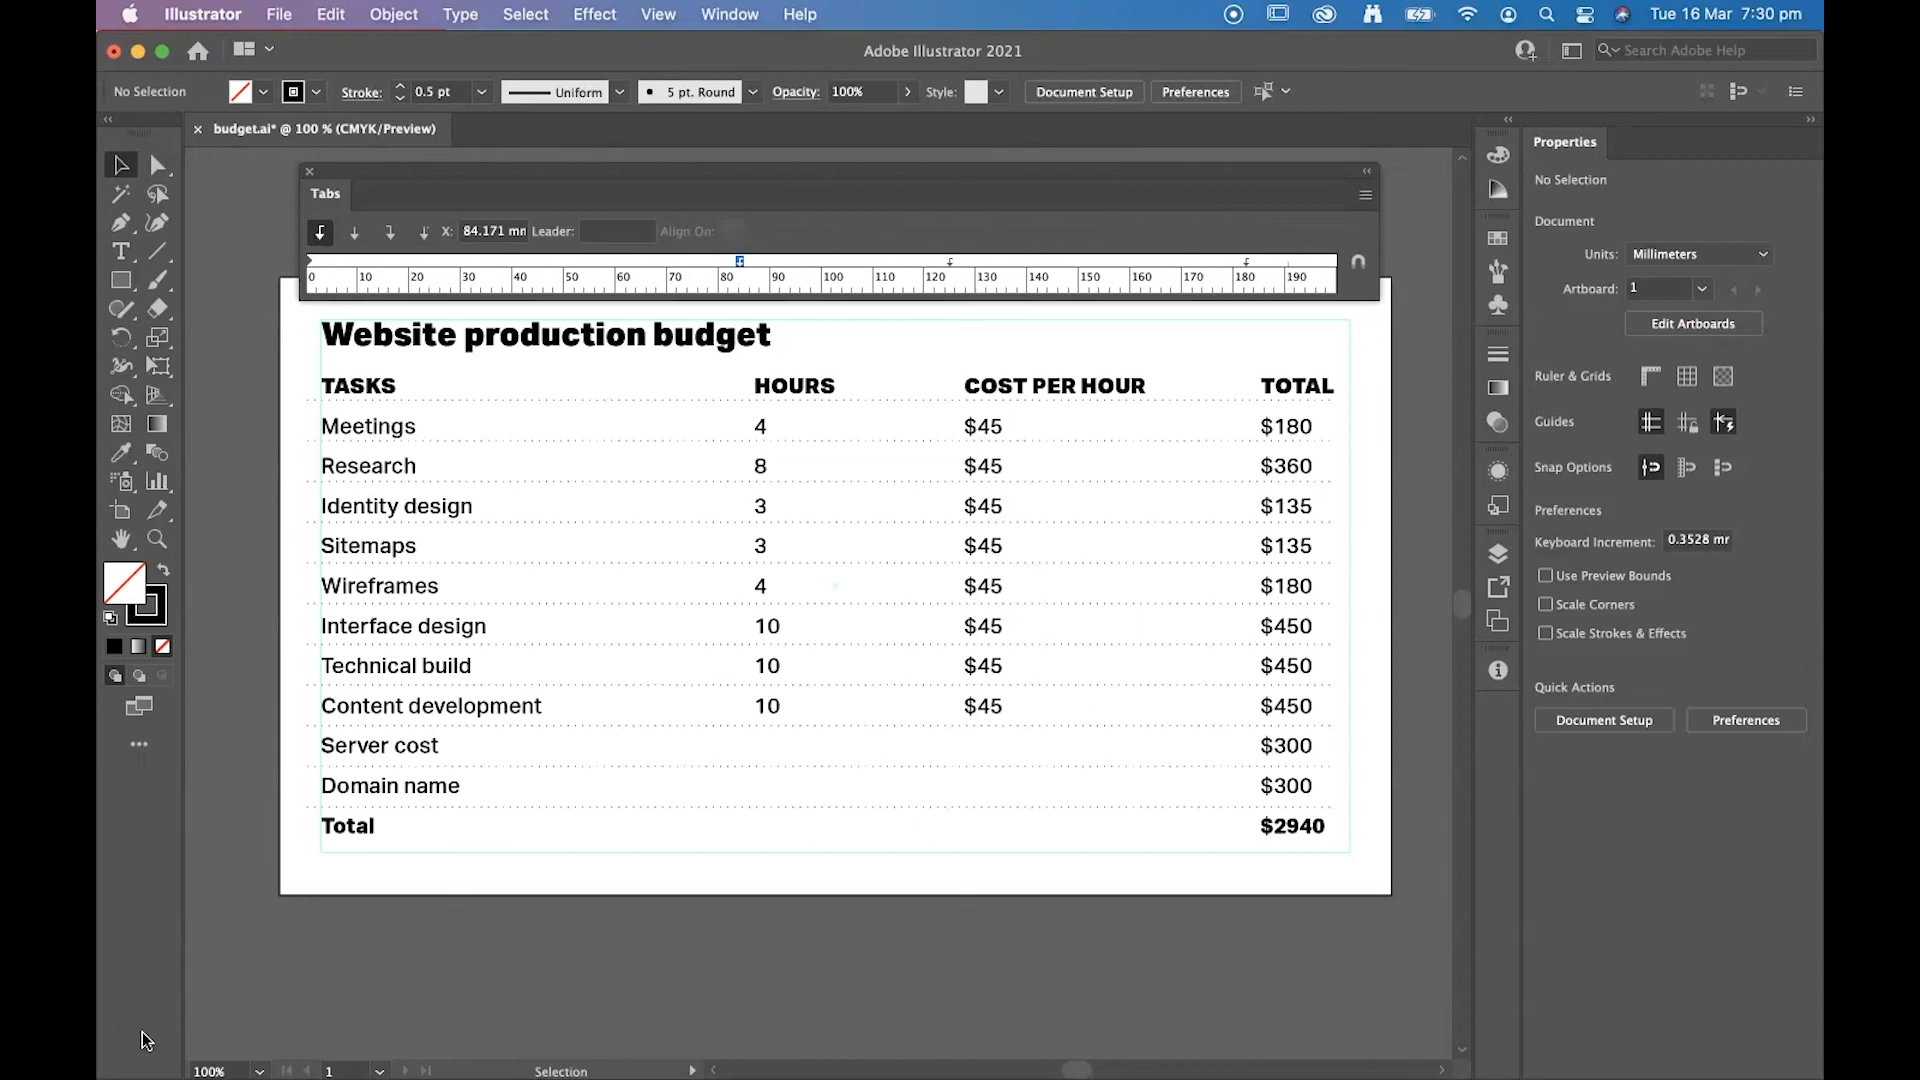 Illustrator File Edit Object Type Select Effect View Window Help Tue 16 Mar 7:30 pm
Adobe Illustrator 2021 Search Adobe Help
No Selection Stroke: 0.5 pt Uniform 5 pt. Round Opacity: 100% Style: Document Setup Preferences
budget.ai* @ 100 % (CMYK/Preview)
Tabs
X: 84.171 mm Leader: Align On:
0 10 20 30 40 50 60 70 80 90 100 110 120 130 140 150 160 170 180 190
Website production budget
TASKS HOURS COST PER HOUR TOTAL
Meetings 4 $45 $180
Research 8 $45 $360
Identity design 3 $45 $135
Sitemaps 3 $45 $135
Wireframes 4 $45 $180
Interface design 10 $45 $450
Technical build 10 $45 $450
Content development 10 $45 $450
Server cost $300
Domain name $300
Total $2940
Properties
No Selection
Document
Units: Millimeters
Artboard: 1
Edit Artboards
Ruler & Grids
Guides
Snap Options
Preferences
Keyboard Increment: 0.3528 mm
Use Preview Bounds
Scale Corners
Scale Strokes & Effects
Quick Actions
Document Setup Preferences
100% 1 Selection